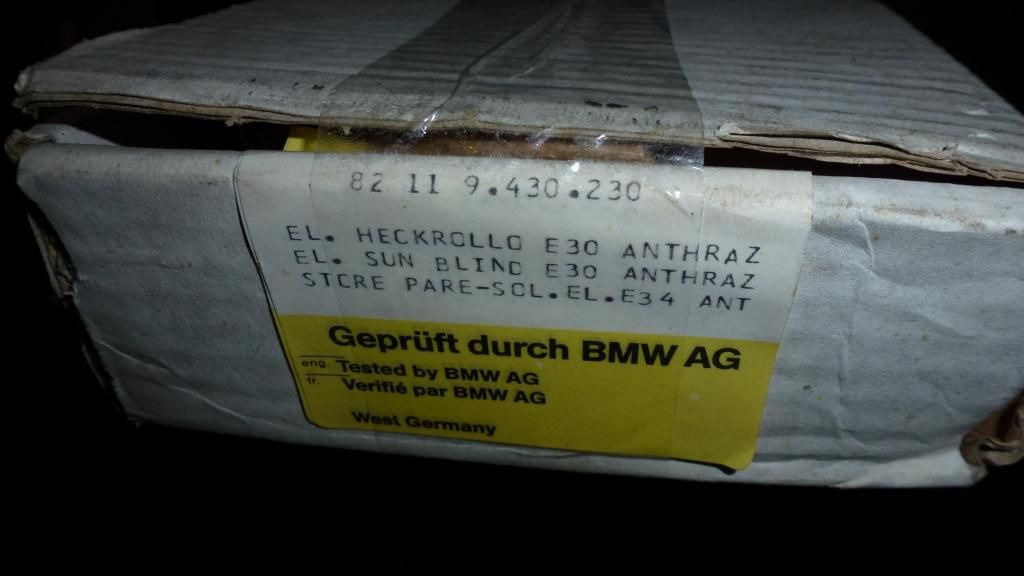 82 11 9.430.230
EL. HECKROLLO E30 ANTHRAZ
EL. SUN BLIND E30 ANTHRAZ
STORE PARE-SOL.EL.E34 ANT
Geprüft durch BMW AG
eng. Tested by BMW AG
fr. Verifié par BMW AG
West Germany